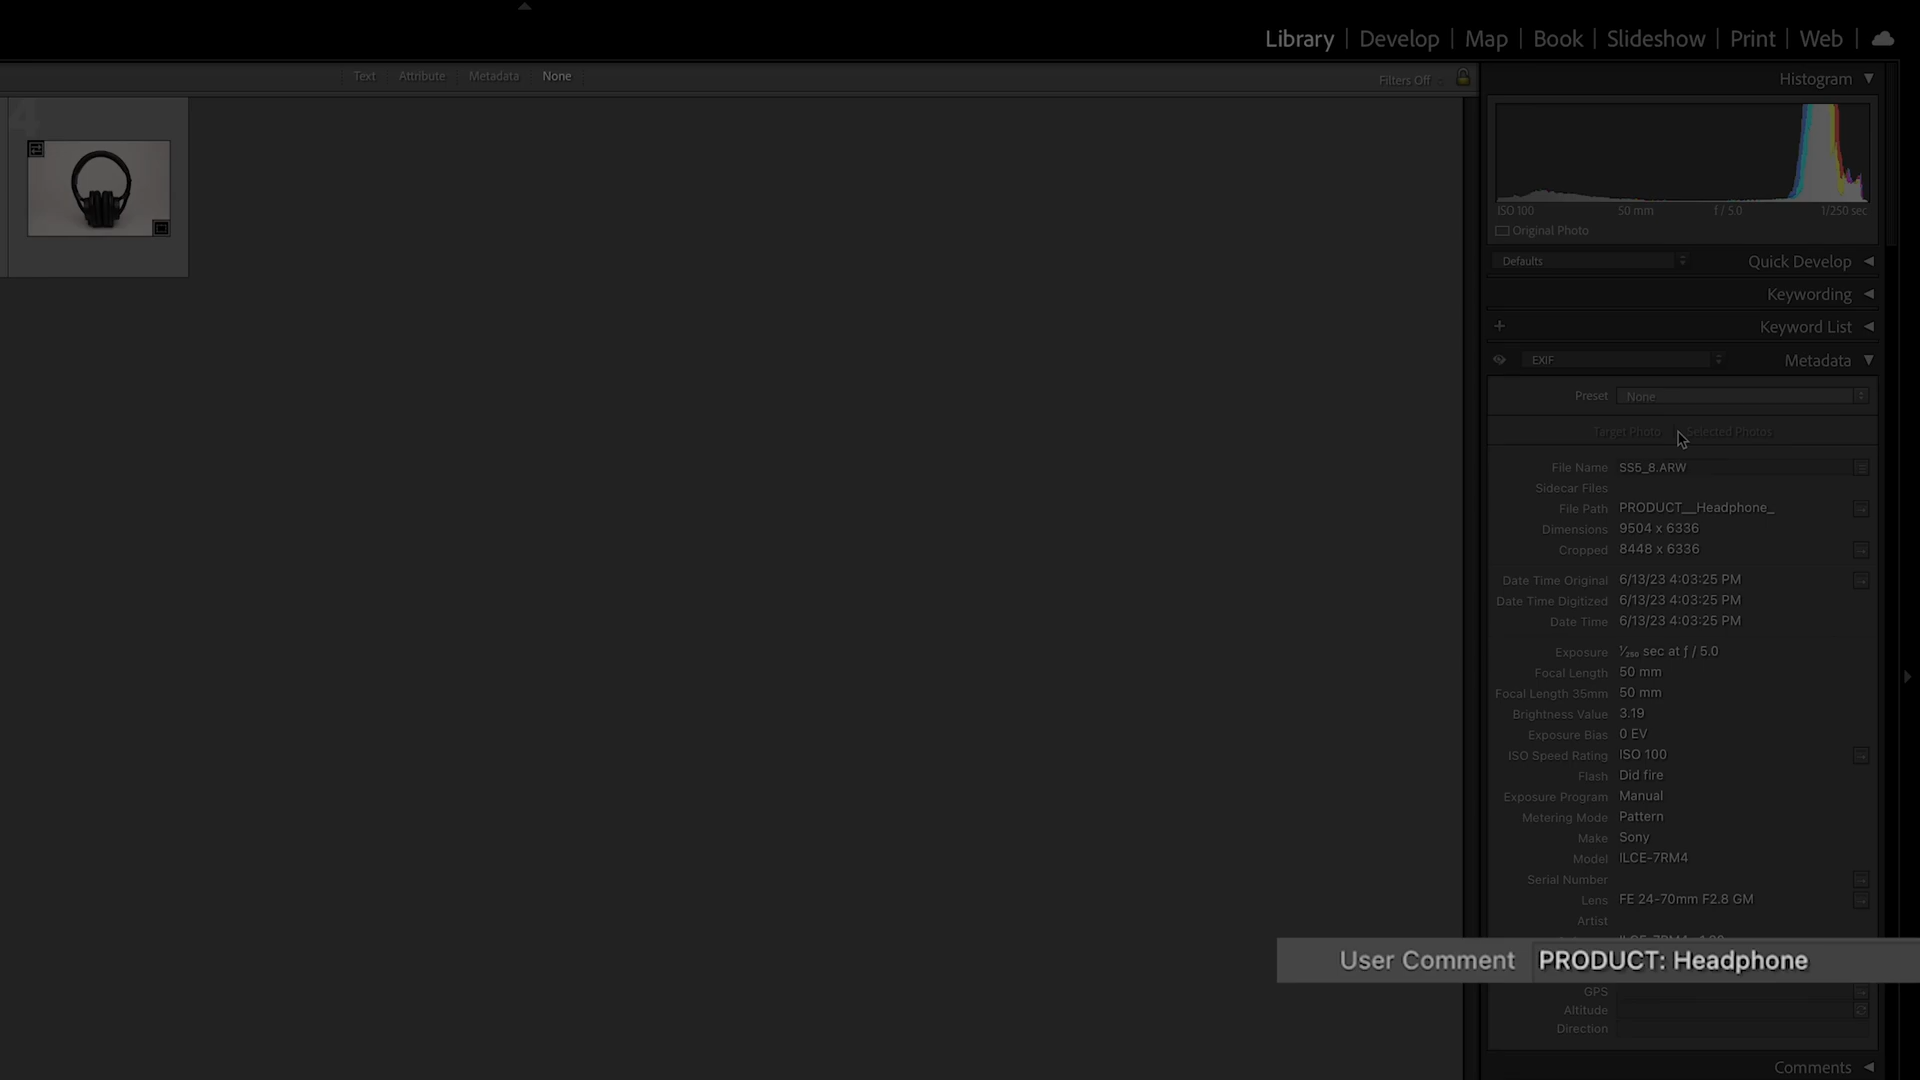 Library | Develop | Map | Book | Slideshow | Print | Web |
Text Attribute Metadata None
Filters Off
Histogram
4
ISO 100 50 mm f / 5.0 1/250 sec
Original Photo
Defaults Quick Develop
Keywording
+ Keyword List
EXIF Metadata
Preset None
Target Photo Selected Photos
File Name SS5_8.ARW
Sidecar Files
File Path PRODUCT__Headphone_
Dimensions 9504 x 6336
Cropped 8448 x 6336
Date Time Original 6/13/23 4:03:25 PM
Date Time Digitized 6/13/23 4:03:25 PM
Date Time 6/13/23 4:03:25 PM
Exposure 1/250 sec at ƒ / 5.0
Focal Length 50 mm
Focal Length 35mm 50 mm
Brightness Value 3.19
Exposure Bias 0 EV
ISO Speed Rating ISO 100
Flash Did fire
Exposure Program Manual
Metering Mode Pattern
Make Sony
Model ILCE-7RM4
Serial Number
Lens FE 24-70mm F2.8 GM
Artist
User Comment PRODUCT: Headphone
GPS
Altitude
Direction
Comments